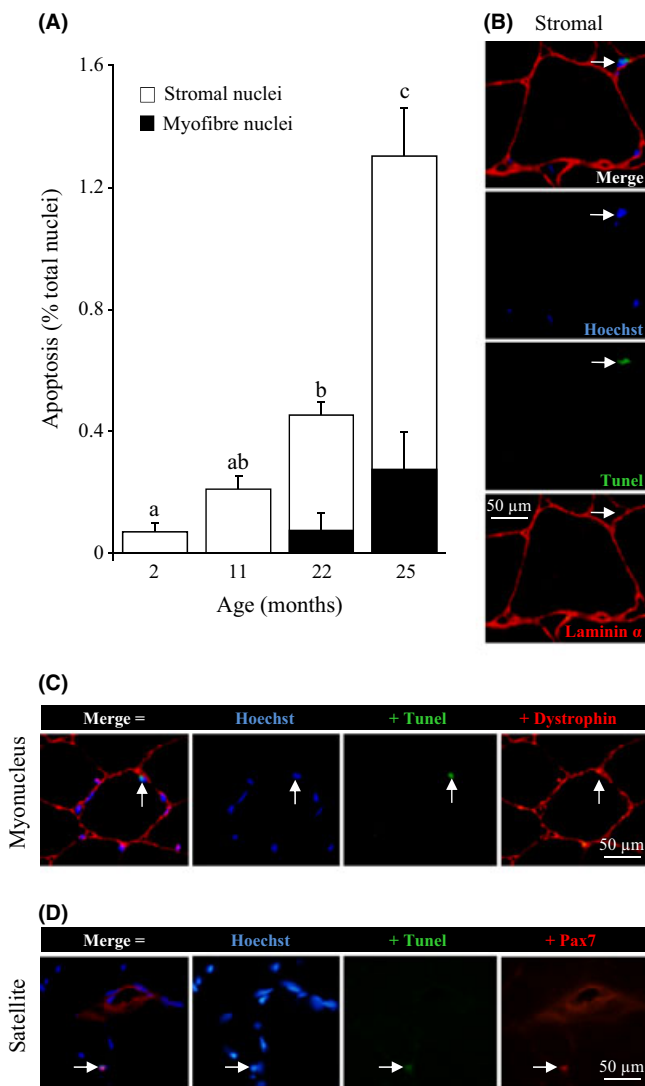 (A)
1.6
1.2
0.8
0.4
0
Apoptosis (% total nuclei)
Stromal nuclei
Myofibre nuclei
a
ab
b
c
2 11 22 25
Age (months)
(B) Stromal
Merge
Hoechst
Tunel
50 µm
Laminin α
(C)
Merge = Hoechst + Tunel + Dystrophin
Myonucleus
50 µm
(D)
Merge = Hoechst + Tunel + Pax7
Satellite
50 µm